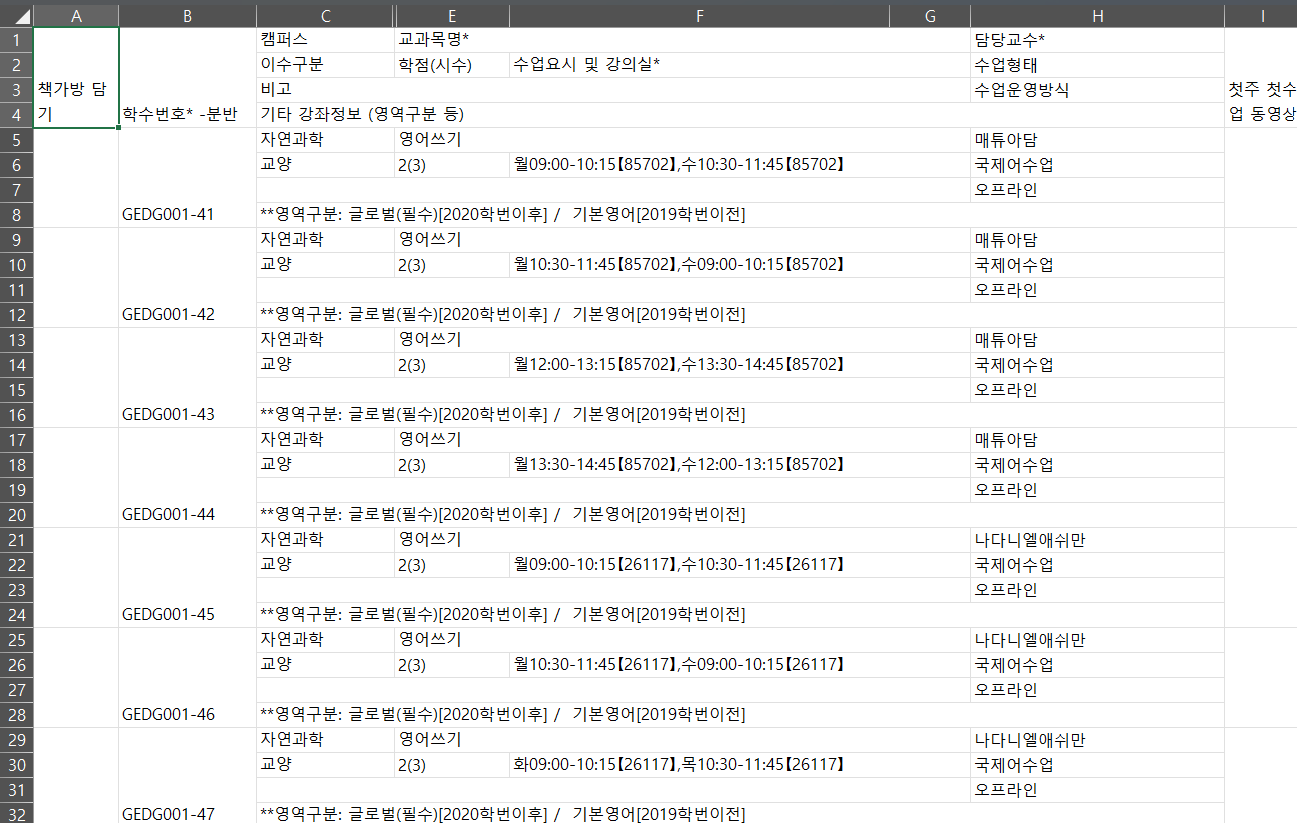 A B C E F G H I
1 캠퍼스 교과목명* 담당교수*
2 이수구분 학점(시수) 수업요시 및 강의실* 수업형태
3 책가방 담 비고 수업운영방식 첫주 첫수
4 기 학수번호* -분반 기타 강좌정보 (영역구분 등) 업 동영상
5 자연과학 영어쓰기 매튜아담
6 교양 2(3) 월09:00-10:15【85702】,수10:30-11:45【85702】 국제어수업
7 오프라인
8 GEDG001-41 **영역구분: 글로벌(필수)[2020학번이후] / 기본영어[2019학번이전]
9 자연과학 영어쓰기 매튜아담
10 교양 2(3) 월10:30-11:45【85702】,수09:00-10:15【85702】 국제어수업
11 오프라인
12 GEDG001-42 **영역구분: 글로벌(필수)[2020학번이후] / 기본영어[2019학번이전]
13 자연과학 영어쓰기 매튜아담
14 교양 2(3) 월12:00-13:15【85702】,수13:30-14:45【85702】 국제어수업
15 오프라인
16 GEDG001-43 **영역구분: 글로벌(필수)[2020학번이후] / 기본영어[2019학번이전]
17 자연과학 영어쓰기 매튜아담
18 교양 2(3) 월13:30-14:45【85702】,수12:00-13:15【85702】 국제어수업
19 오프라인
20 GEDG001-44 **영역구분: 글로벌(필수)[2020학번이후] / 기본영어[2019학번이전]
21 자연과학 영어쓰기 나다니엘애쉬만
22 교양 2(3) 월09:00-10:15【26117】,수10:30-11:45【26117】 국제어수업
23 오프라인
24 GEDG001-45 **영역구분: 글로벌(필수)[2020학번이후] / 기본영어[2019학번이전]
25 자연과학 영어쓰기 나다니엘애쉬만
26 교양 2(3) 월10:30-11:45【26117】,수09:00-10:15【26117】 국제어수업
27 오프라인
28 GEDG001-46 **영역구분: 글로벌(필수)[2020학번이후] / 기본영어[2019학번이전]
29 자연과학 영어쓰기 나다니엘애쉬만
30 교양 2(3) 화09:00-10:15【26117】,목10:30-11:45【26117】 국제어수업
31 오프라인
32 GEDG001-47 **영역구분: 글로벌(필수)[2020학번이후] / 기본영어[2019학번이전]